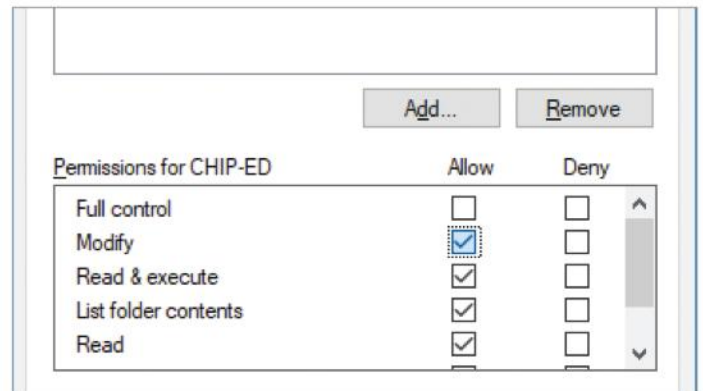 Add... Remove
Permissions for CHIP-ED Allow Deny
Full control
Modify
Read & execute
List folder contents
Read